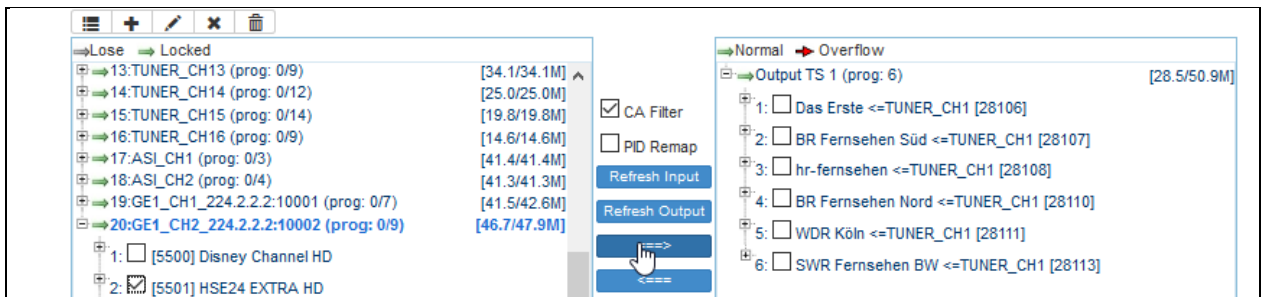 ⇒Lose ⇒ Locked
13:TUNER_CH13 (prog: 0/9) [34.1/34.1M]
14:TUNER_CH14 (prog: 0/12) [25.0/25.0M]
15:TUNER_CH15 (prog: 0/14) [19.8/19.8M]
16:TUNER_CH16 (prog: 0/9) [14.6/14.6M]
17:ASI_CH1 (prog: 0/3) [41.4/41.4M]
18:ASI_CH2 (prog: 0/4) [41.3/41.3M]
19:GE1_CH1_224.2.2.2:10001 (prog: 0/7) [41.5/42.6M]
20:GE1_CH2_224.2.2.2:10002 (prog: 0/9) [46.7/47.9M]
1: [5500] Disney Channel HD
2: [5501] HSE24 EXTRA HD
CA Filter
PID Remap
Refresh Input
Refresh Output
===>
<===
⇒Normal Overflow
Output TS 1 (prog: 6) [28.5/50.9M]
1: Das Erste <=TUNER_CH1 [28106]
2: BR Fernsehen Süd <=TUNER_CH1 [28107]
3: hr-fernsehen <=TUNER_CH1 [28108]
4: BR Fernsehen Nord <=TUNER_CH1 [28110]
5: WDR Köln <=TUNER_CH1 [28111]
6: SWR Fernsehen BW <=TUNER_CH1 [28113]